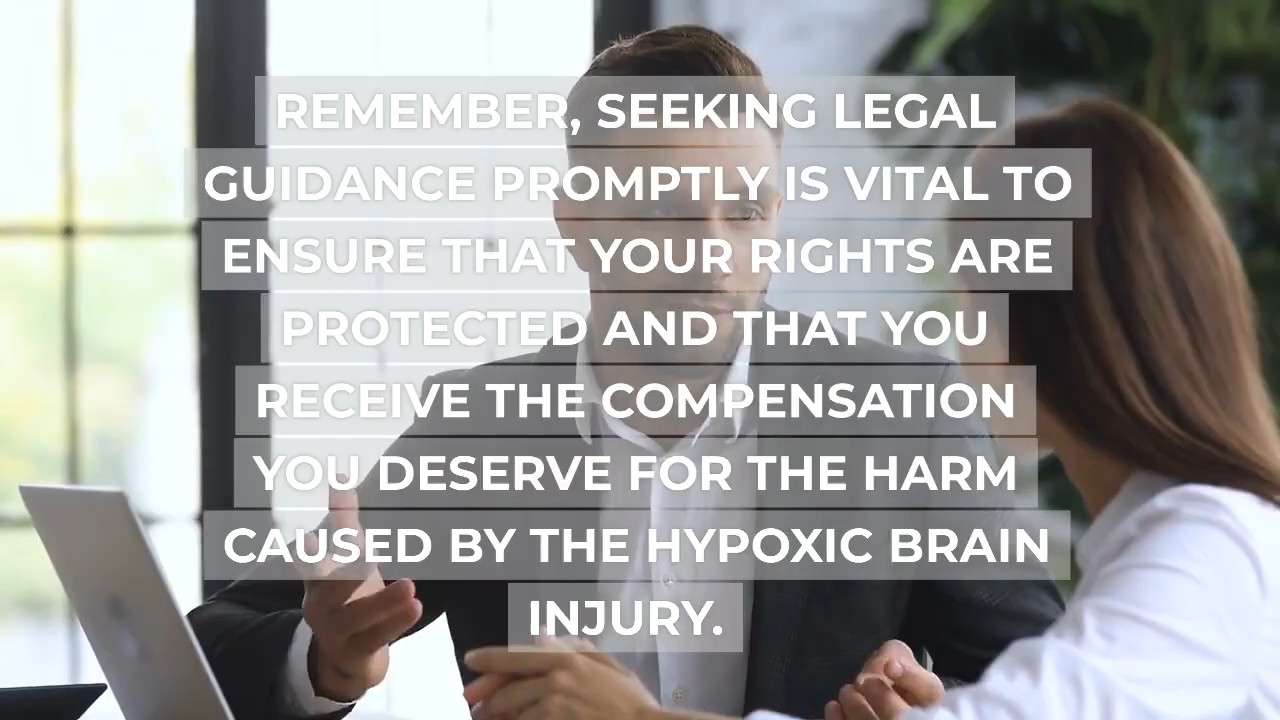 REMEMBER, SEEKING LEGAL
GUIDANCE PROMPTLY IS VITAL TO
ENSURE THAT YOUR RIGHTS ARE
PROTECTED AND THAT YOU
RECEIVE THE COMPENSATION
YOU DESERVE FOR THE HARM
CAUSED BY THE HYPOXIC BRAIN
INJURY.